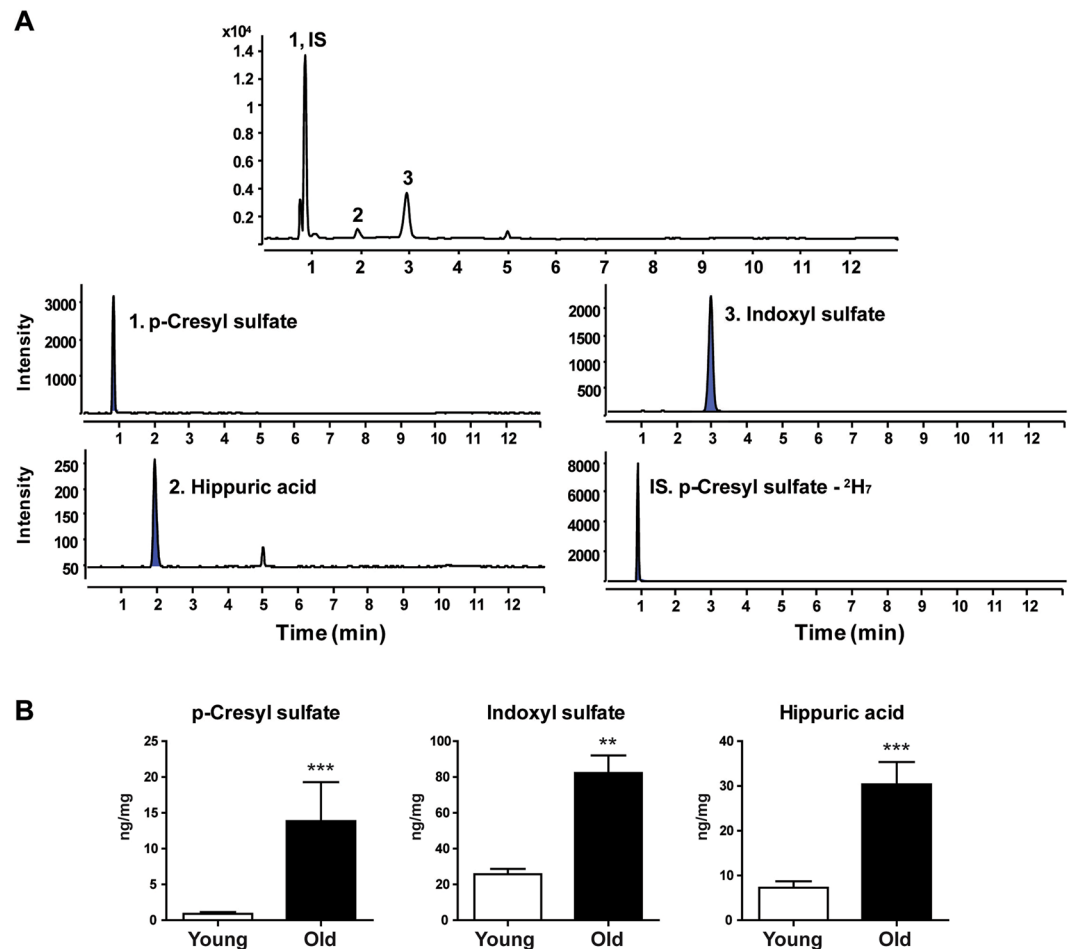 A
x10⁴
1, IS
1.4
1.2
1
0.8
0.6
0.4
0.2
2
3
1 2 3 4 5 6 7 8 9 10 11 12
Intensity
3000
2000
1000
1. p-Cresyl sulfate
1 2 3 4 5 6 7 8 9 10 11 12
2000
1500
1000
500
3. Indoxyl sulfate
1 2 3 4 5 6 7 8 9 10 11 12
Intensity
250
200
150
100
50
2. Hippuric acid
1 2 3 4 5 6 7 8 9 10 11 12
Time (min)
8000
6000
4000
2000
IS. p-Cresyl sulfate - ²H₇
1 2 3 4 5 6 7 8 9 10 11 12
Time (min)
B
p-Cresyl sulfate
ng/mg
25
20
15
10
5
0
***
Young Old
Indoxyl sulfate
ng/mg
100
80
60
40
20
0
**
Young Old
Hippuric acid
ng/mg
40
30
20
10
0
***
Young Old